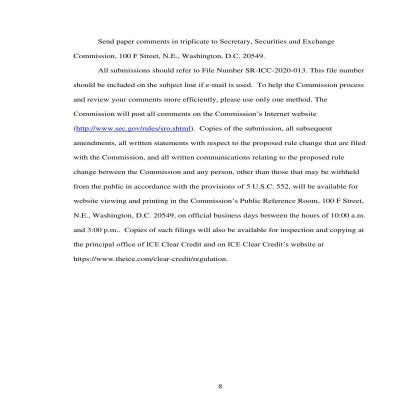 Send paper comments in triplicate to Secretary, Securities and Exchange
Commission, 100 F Street, N.E., Washington, D.C. 20549.
All submissions should refer to File Number SR-ICC-2020-013. This file number
should be included on the subject line if e-mail is used.  To help the Commission process
and review your comments more efficiently, please use only one method. The
Commission will post all comments on the Commission's Internet website
(http://www.sec.gov/rules/sro.shtml).  Copies of the submission, all subsequent
amendments, all written statements with respect to the proposed rule change that are filed
with the Commission, and all written communications relating to the proposed rule
change between the Commission and any person, other than those that may be withheld
from the public in accordance with the provisions of 5 U.S.C. 552, will be available for
website viewing and printing in the Commission's Public Reference Room, 100 F Street,
N.E., Washington, D.C. 20549, on official business days between the hours of 10:00 a.m.
and 3:00 p.m..  Copies of such filings will also be available for inspection and copying at
the principal office of ICE Clear Credit and on ICE Clear Credit's website at
https://www.theice.com/clear-credit/regulation.
8